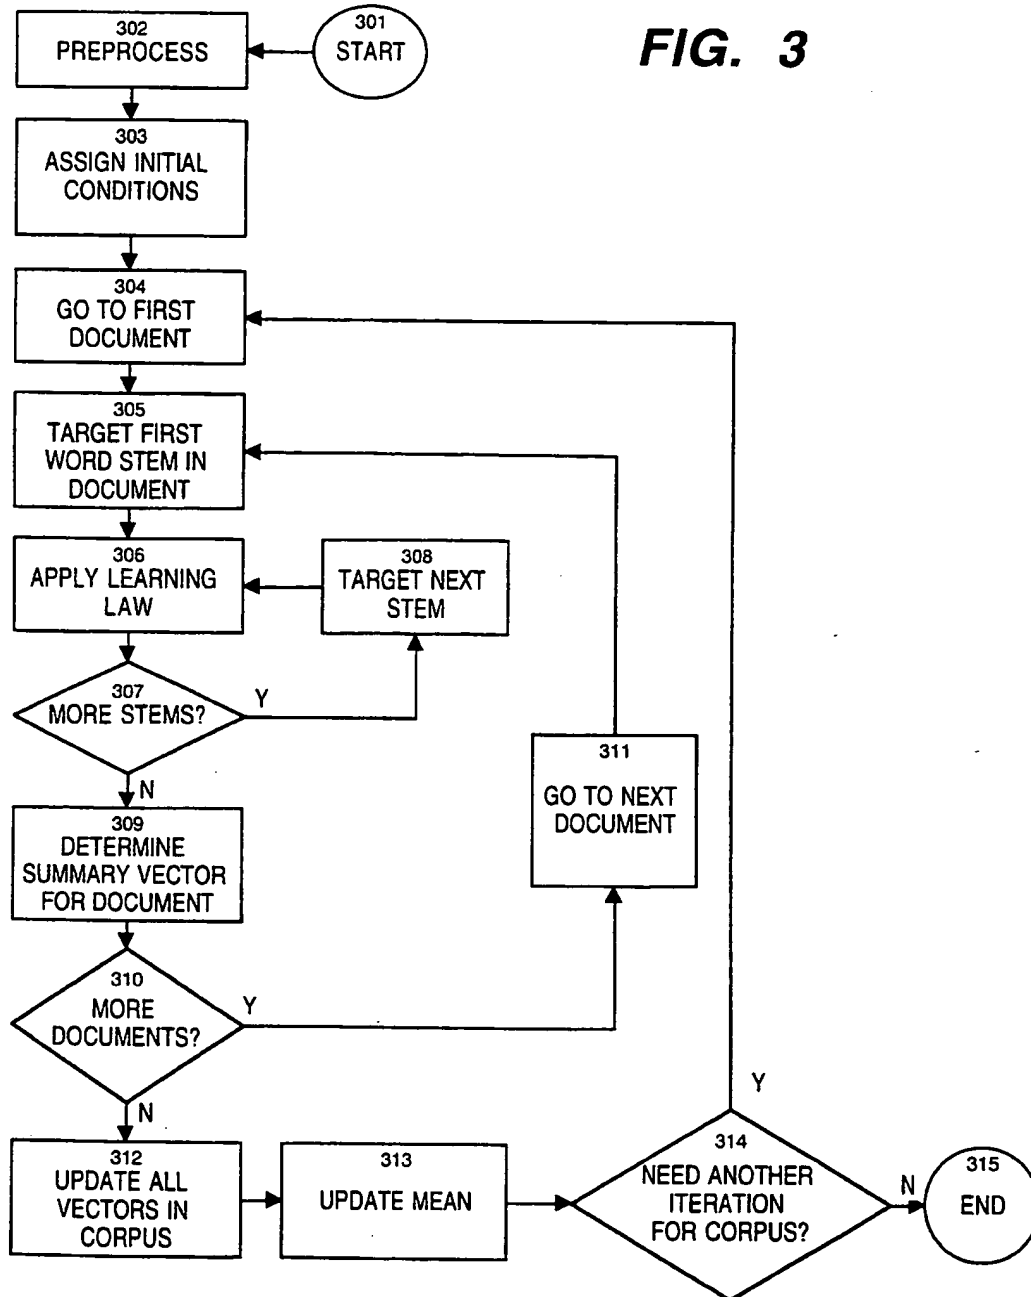 FIG. 3
301
START
302
PREPROCESS
303
ASSIGN INITIAL
CONDITIONS
304
GO TO FIRST
DOCUMENT
305
TARGET FIRST
WORD STEM IN
DOCUMENT
306
APPLY LEARNING
LAW
308
TARGET NEXT
STEM
307
MORE STEMS?
Y
N
311
GO TO NEXT
DOCUMENT
309
DETERMINE
SUMMARY VECTOR
FOR DOCUMENT
310
MORE
DOCUMENTS?
Y
N
312
UPDATE ALL
VECTORS IN
CORPUS
313
UPDATE MEAN
Y
314
NEED ANOTHER
ITERATION
FOR CORPUS?
N
315
END